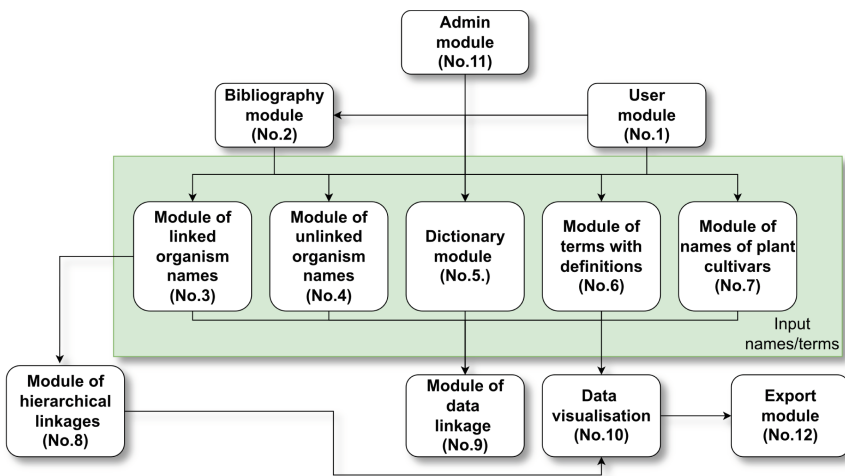 Admin
module
(No.11)
Bibliography
module
(No.2)
User
module
(No.1)
Module of
linked
organism
names
(No.3)
Module of
unlinked
organism
names
(No.4)
Dictionary
module
(No.5.)
Module of
terms with
definitions
(No.6)
Module of
names of plant
cultivars
(No.7)
Input
names/terms
Module of
hierarchical
linkages
(No.8)
Module of
data
linkage
(No.9)
Data
visualisation
(No.10)
Export
module
(No.12)